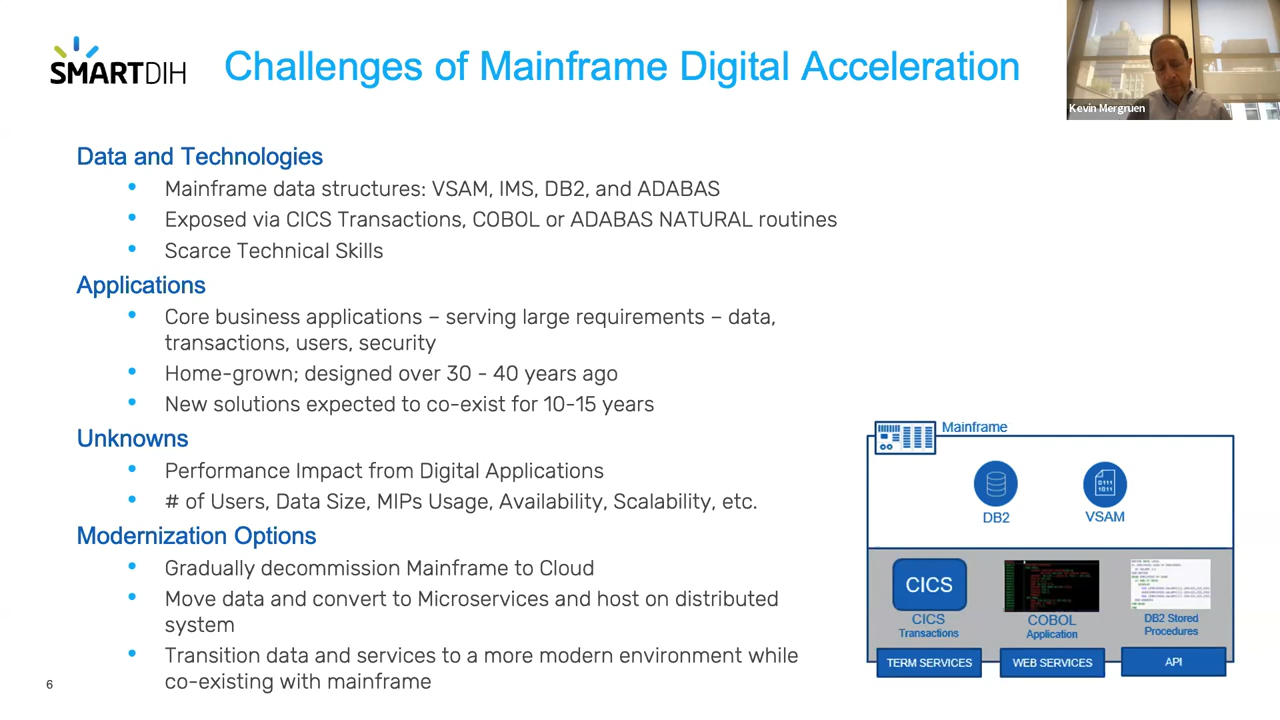 SMARTDIH
Challenges of Mainframe Digital Acceleration
Kevin Mergruen
Data and Technologies
• Mainframe data structures: VSAM, IMS, DB2, and ADABAS
• Exposed via CICS Transactions, COBOL or ADABAS NATURAL routines
• Scarce Technical Skills
Applications
• Core business applications – serving large requirements – data,
transactions, users, security
• Home-grown; designed over 30 - 40 years ago
• New solutions expected to co-exist for 10-15 years
Unknowns
• Performance Impact from Digital Applications
• # of Users, Data Size, MIPs Usage, Availability, Scalability, etc.
Modernization Options
• Gradually decommission Mainframe to Cloud
• Move data and convert to Microservices and host on distributed
system
• Transition data and services to a more modern environment while
co-existing with mainframe
Mainframe
DB2
VSAM
0111
1011
CICS
CICS
Transactions
COBOL
Application
DB2 Stored
Procedures
TERM SERVICES
WEB SERVICES
API
6